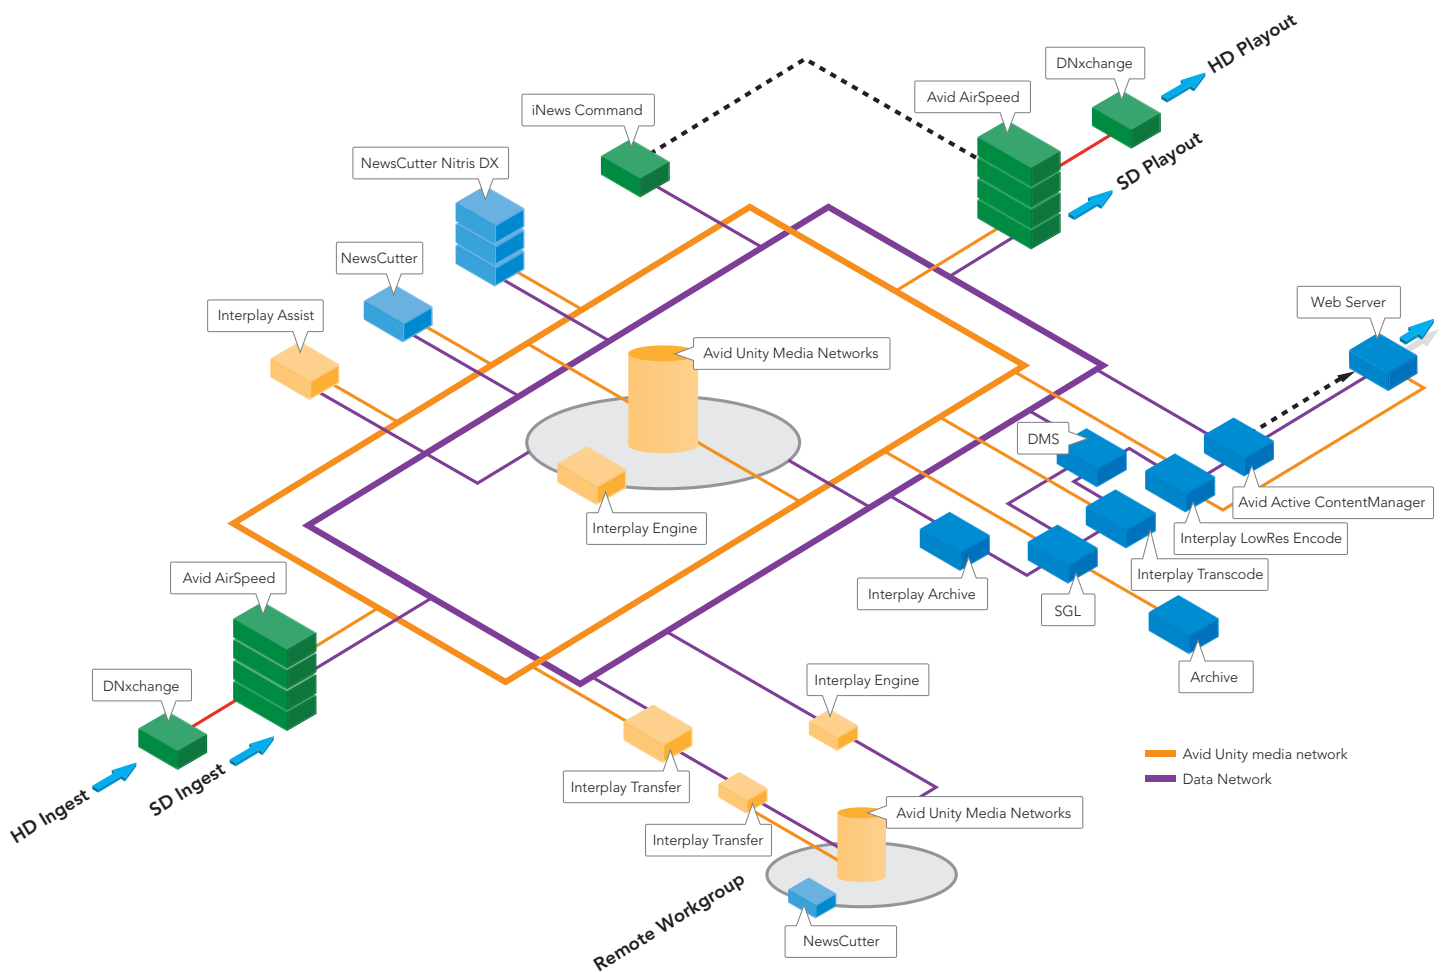 HD Playout
DNxchange
Avid AirSpeed
iNews Command
SD Playout
NewsCutter Nitris DX
NewsCutter
Web Server
Interplay Assist
Avid Unity Media Networks
DMS
Avid Active ContentManager
Interplay Engine
Interplay LowRes Encode
Interplay Transcode
Avid AirSpeed
Interplay Archive
SGL
Archive
DNxchange
Interplay Engine
Avid Unity media network
Data Network
HD Ingest
SD Ingest
Interplay Transfer
Avid Unity Media Networks
Interplay Transfer
Remote Workgroup
NewsCutter